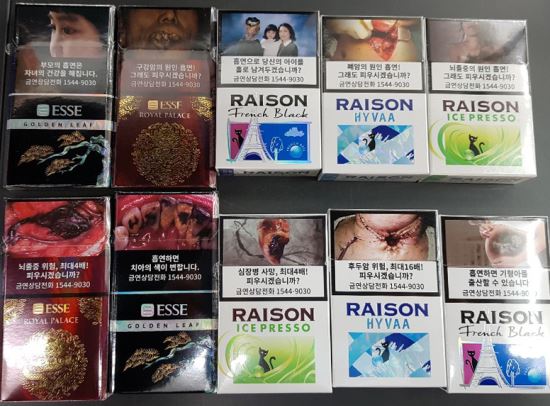 부모의 흡연은
자녀의 건강을 해칩니다.
금연상담전화 1544-9030
ESSE
GOLDEN LEAF
구강암의 원인 흡연!
그래도 피우시겠습니까?
금연상담전화 1544-9030
ESSE
ROYAL PALACE
흡연으로 당신의 아이를
홀로 남겨두겠습니까?
금연상담전화 1544-9030
RAISON
French Black
폐암의 원인 흡연!
그래도 피우시겠습니까?
금연상담전화 1544-9030
RAISON
HYVAA
뇌졸중의 원인 흡연!
그래도 피우시겠습니까?
금연상담전화 1544-9030
RAISON
ICE PRESSO
뇌졸중 위험, 최대4배!
피우시겠습니까?
금연상담전화 1544-9030
ESSE
ROYAL PALACE
흡연하면
치아의 색이 변합니다.
금연상담전화 1544-9030
ESSE
GOLDEN LEAF
심장병 사망, 최대4배!
피우시겠습니까?
금연상담전화 1544-9030
RAISON
ICE PRESSO
후두암 위험, 최대16배!
피우시겠습니까?
금연상담전화 1544-9030
RAISON
HYVAA
흡연하면 기형아를
출산할 수 있습니다
금연상담전화 1544-9030
RAISON
French Black